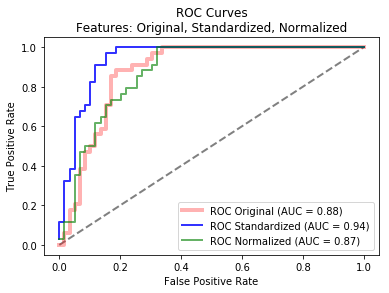 ROC Curves
Features: Original, Standardized, Normalized
True Positive Rate
1.0
0.8
0.6
0.4
0.2
0.0
ROC Original (AUC = 0.88)
ROC Standardized (AUC = 0.94)
ROC Normalized (AUC = 0.87)
0.0 0.2 0.4 0.6 0.8 1.0
False Positive Rate